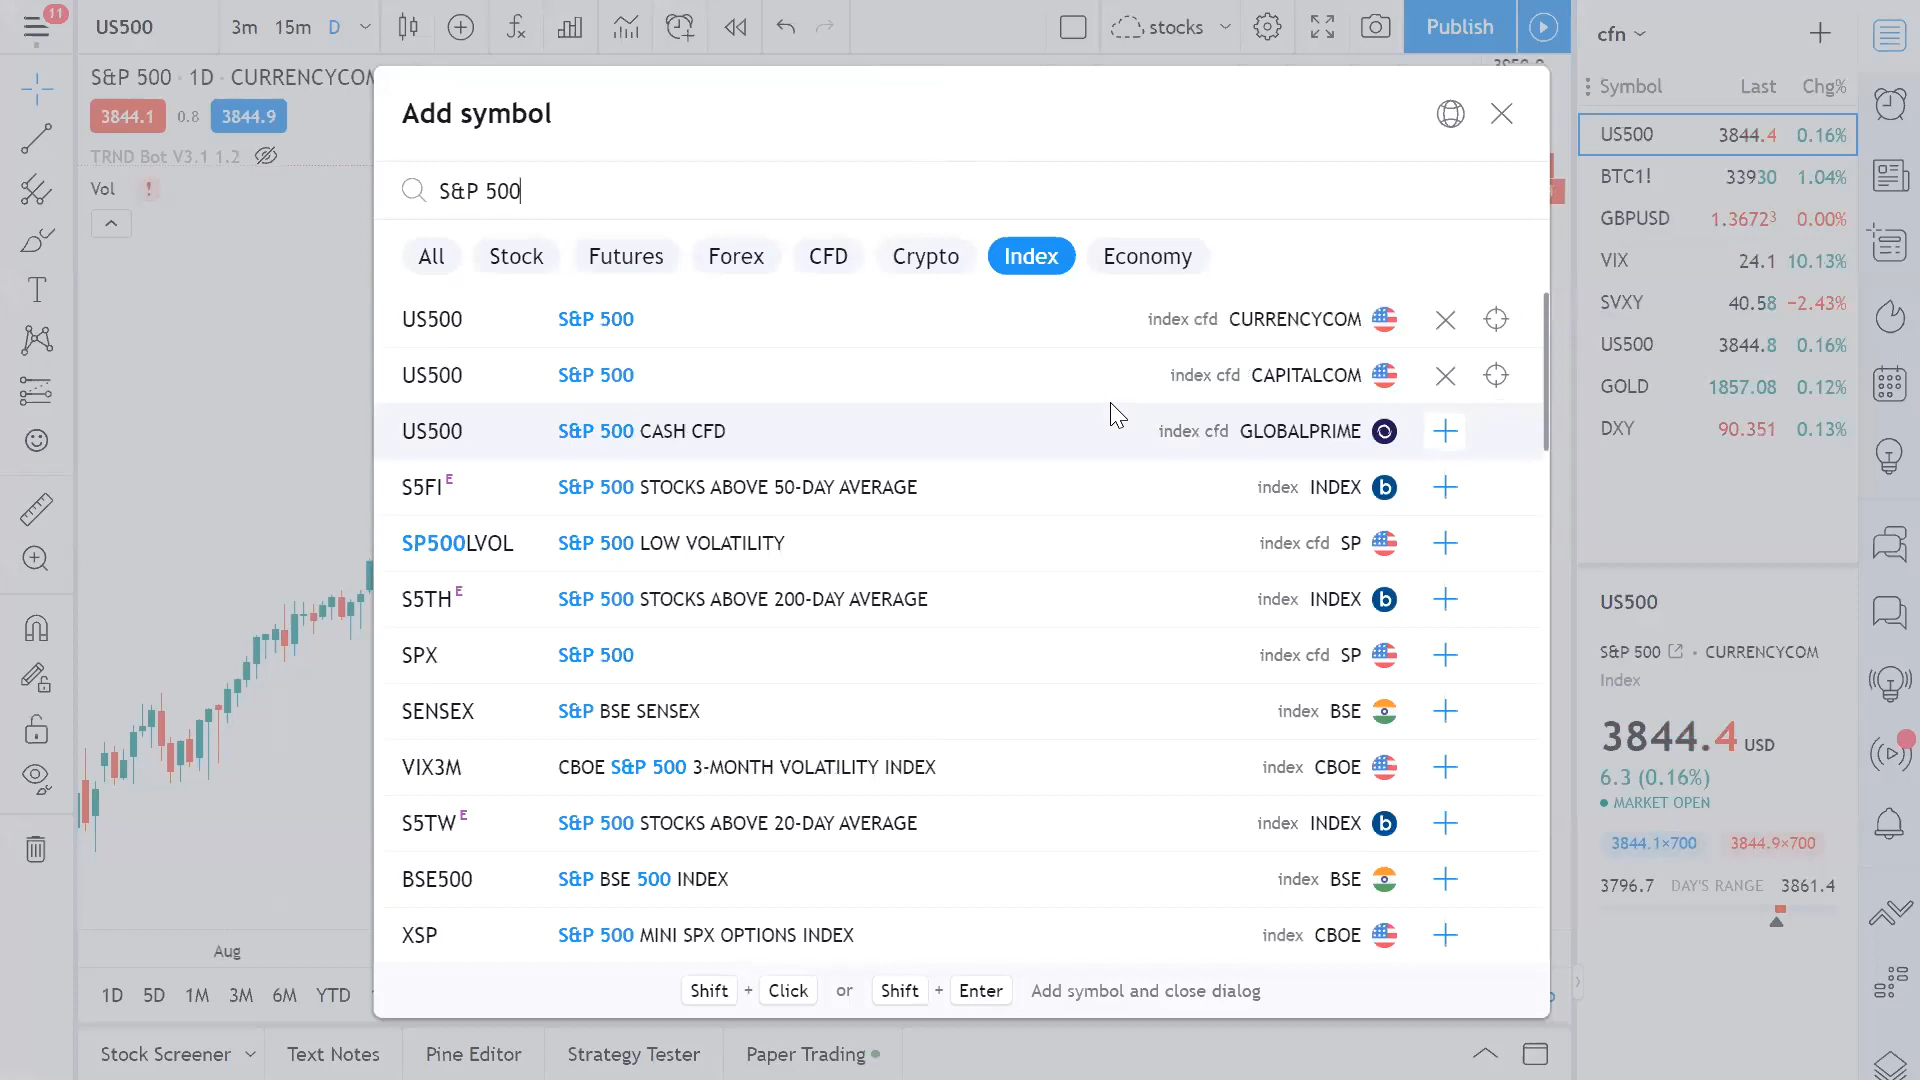 11
US500
3m 15m D
stocks
Publish
cfn
S&P 500 · 1D · CURRENCYCOM
3844.1 0.8 3844.9
TRND Bot V3.1 1.2
Vol !
Aug
1D 5D 1M 3M 6M YTD
Add symbol
S&P 500
All Stock Futures Forex CFD Crypto Index Economy
US500 S&P 500 index cfd CURRENCYCOM
US500 S&P 500 index cfd CAPITALCOM
US500 S&P 500 CASH CFD index cfd GLOBALPRIME
S5FI E S&P 500 STOCKS ABOVE 50-DAY AVERAGE index INDEX b
SP500LVOL S&P 500 LOW VOLATILITY index cfd SP
S5TH E S&P 500 STOCKS ABOVE 200-DAY AVERAGE index INDEX b
SPX S&P 500 index cfd SP
SENSEX S&P BSE SENSEX index BSE
VIX3M CBOE S&P 500 3-MONTH VOLATILITY INDEX index CBOE
S5TW E S&P 500 STOCKS ABOVE 20-DAY AVERAGE index INDEX b
BSE500 S&P BSE 500 INDEX index BSE
XSP S&P 500 MINI SPX OPTIONS INDEX index CBOE
Shift + Click or Shift + Enter Add symbol and close dialog
Symbol Last Chg%
US500 3844.4 0.16%
BTC1! 33930 1.04%
GBPUSD 1.36723 0.00%
VIX 24.1 10.13%
SVXY 40.58 −2.43%
US500 3844.8 0.16%
GOLD 1857.08 0.12%
DXY 90.351 0.13%
US500
S&P 500 • CURRENCYCOM
Index
3844.4 USD
6.3 (0.16%)
MARKET OPEN
3844.1×700 3844.9×700
3796.7 DAY'S RANGE 3861.4
Stock Screener Text Notes Pine Editor Strategy Tester Paper Trading